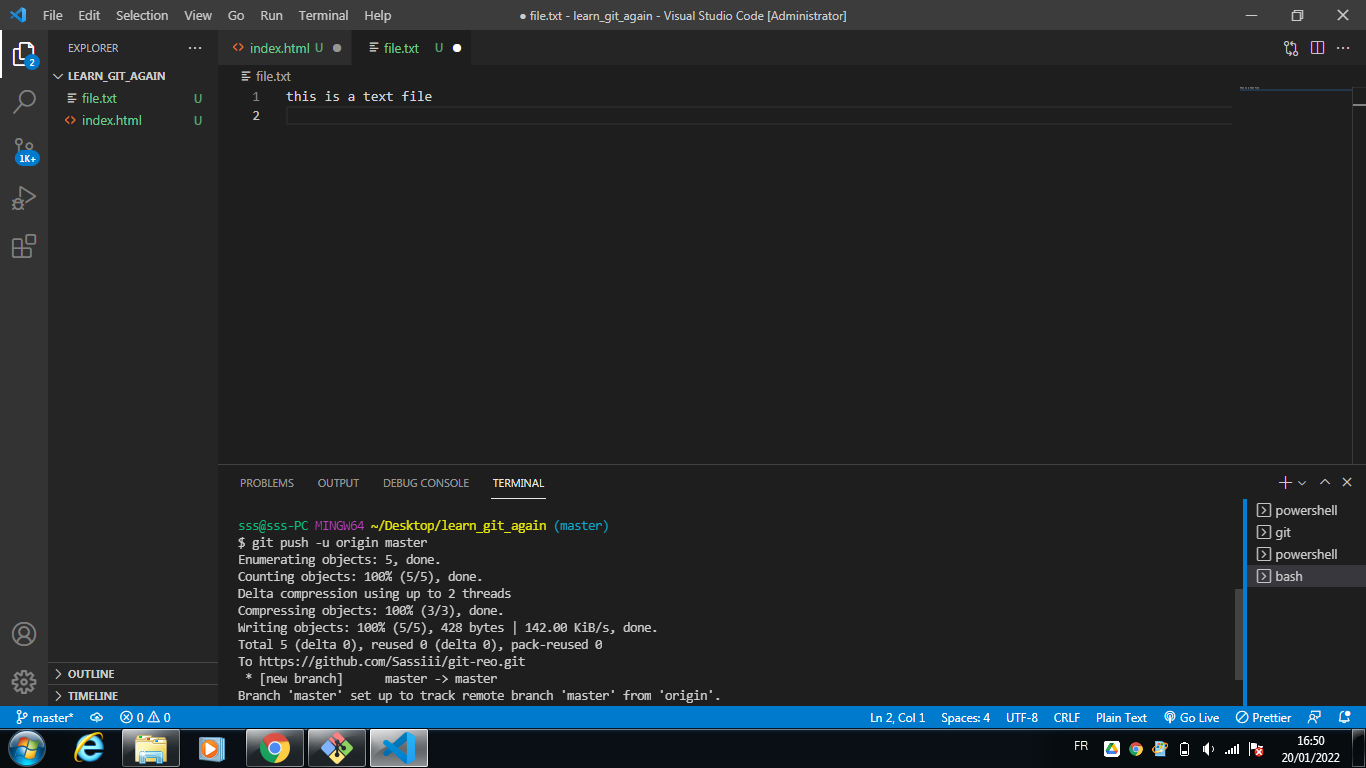 File Edit Selection View Go Run Terminal Help ● file.txt - learn_git_again - Visual Studio Code [Administrator]
EXPLORER ···
2
LEARN_GIT_AGAIN
file.txt U
index.html U
1K+
OUTLINE
TIMELINE
index.html U ●
file.txt U ●
file.txt
1 this is a text file
2
PROBLEMS OUTPUT DEBUG CONSOLE TERMINAL
sss@sss-PC MINGW64 ~/Desktop/learn_git_again (master)
$ git push -u origin master
Enumerating objects: 5, done.
Counting objects: 100% (5/5), done.
Delta compression using up to 2 threads
Compressing objects: 100% (3/3), done.
Writing objects: 100% (5/5), 428 bytes | 142.00 KiB/s, done.
Total 5 (delta 0), reused 0 (delta 0), pack-reused 0
To https://github.com/Sassiii/git-reo.git
 * [new branch]      master -> master
Branch 'master' set up to track remote branch 'master' from 'origin'.
powershell
git
powershell
bash
master* 0 0 Ln 2, Col 1 Spaces: 4 UTF-8 CRLF Plain Text Go Live Prettier
FR
16:50
20/01/2022